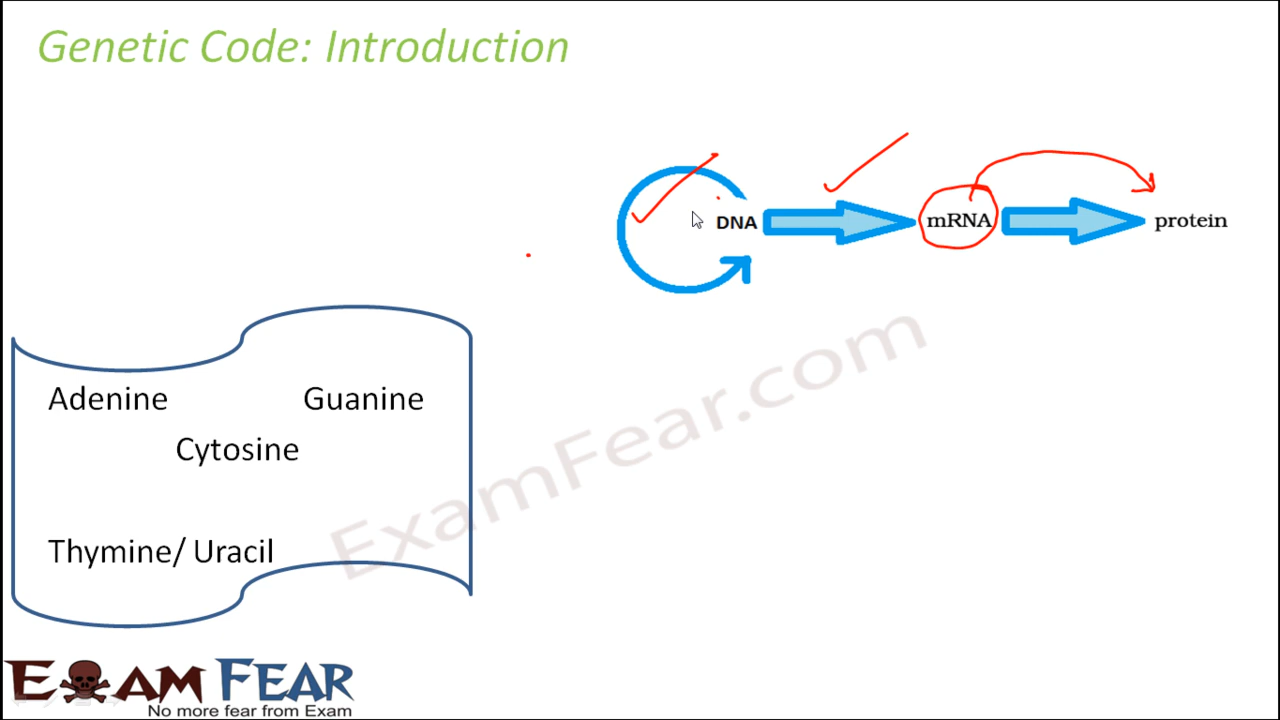 Genetic Code: Introduction
DNA mRNA protein
Adenine Guanine
Cytosine
Thymine/ Uracil
ExamFear.com
EXAM FEAR
No more fear from Exam